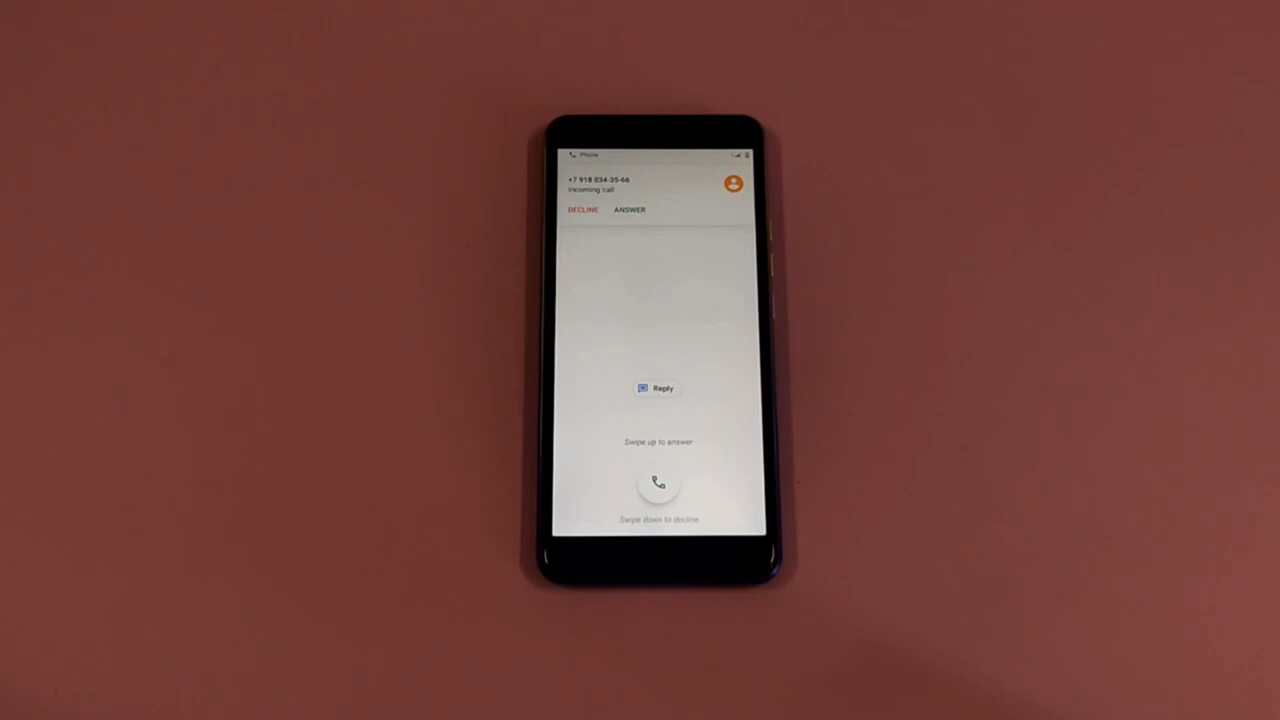 Phone
+7 918 034-35-66
Incoming call
DECLINE ANSWER
Reply
Swipe up to answer
Swipe down to decline